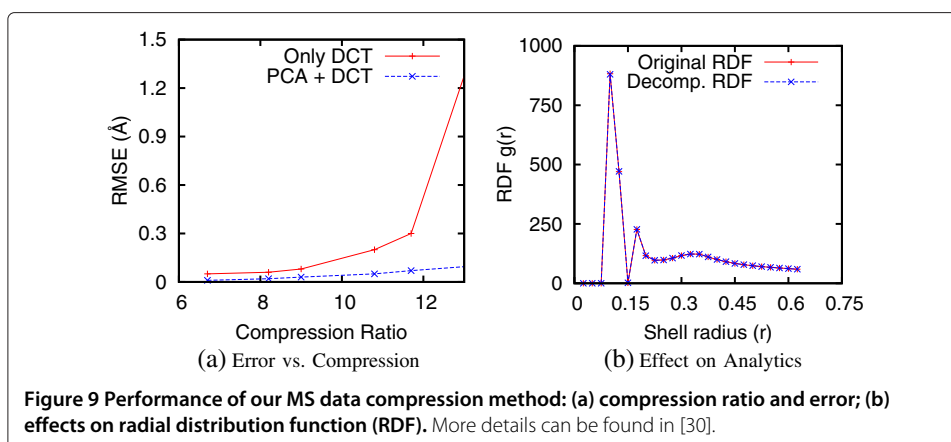 1.5
1.2
0.9
0.6
0.3
0
RMSE (Å)
Only DCT
PCA + DCT
6 8 10 12
Compression Ratio
(a) Error vs. Compression
1000
750
500
250
0
RDF g(r)
Original RDF
Decomp. RDF
0 0.15 0.3 0.45 0.6 0.75
Shell radius (r)
(b) Effect on Analytics
Figure 9 Performance of our MS data compression method: (a) compression ratio and error; (b)
effects on radial distribution function (RDF). More details can be found in [30].